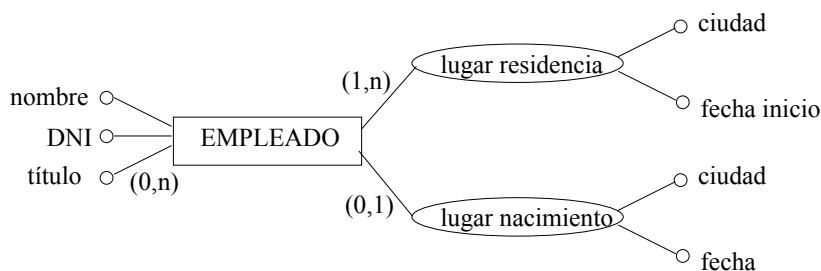 nombre
DNI
título
(0,n)
EMPLEADO
(1,n)
lugar residencia
ciudad
fecha inicio
(0,1)
lugar nacimiento
ciudad
fecha